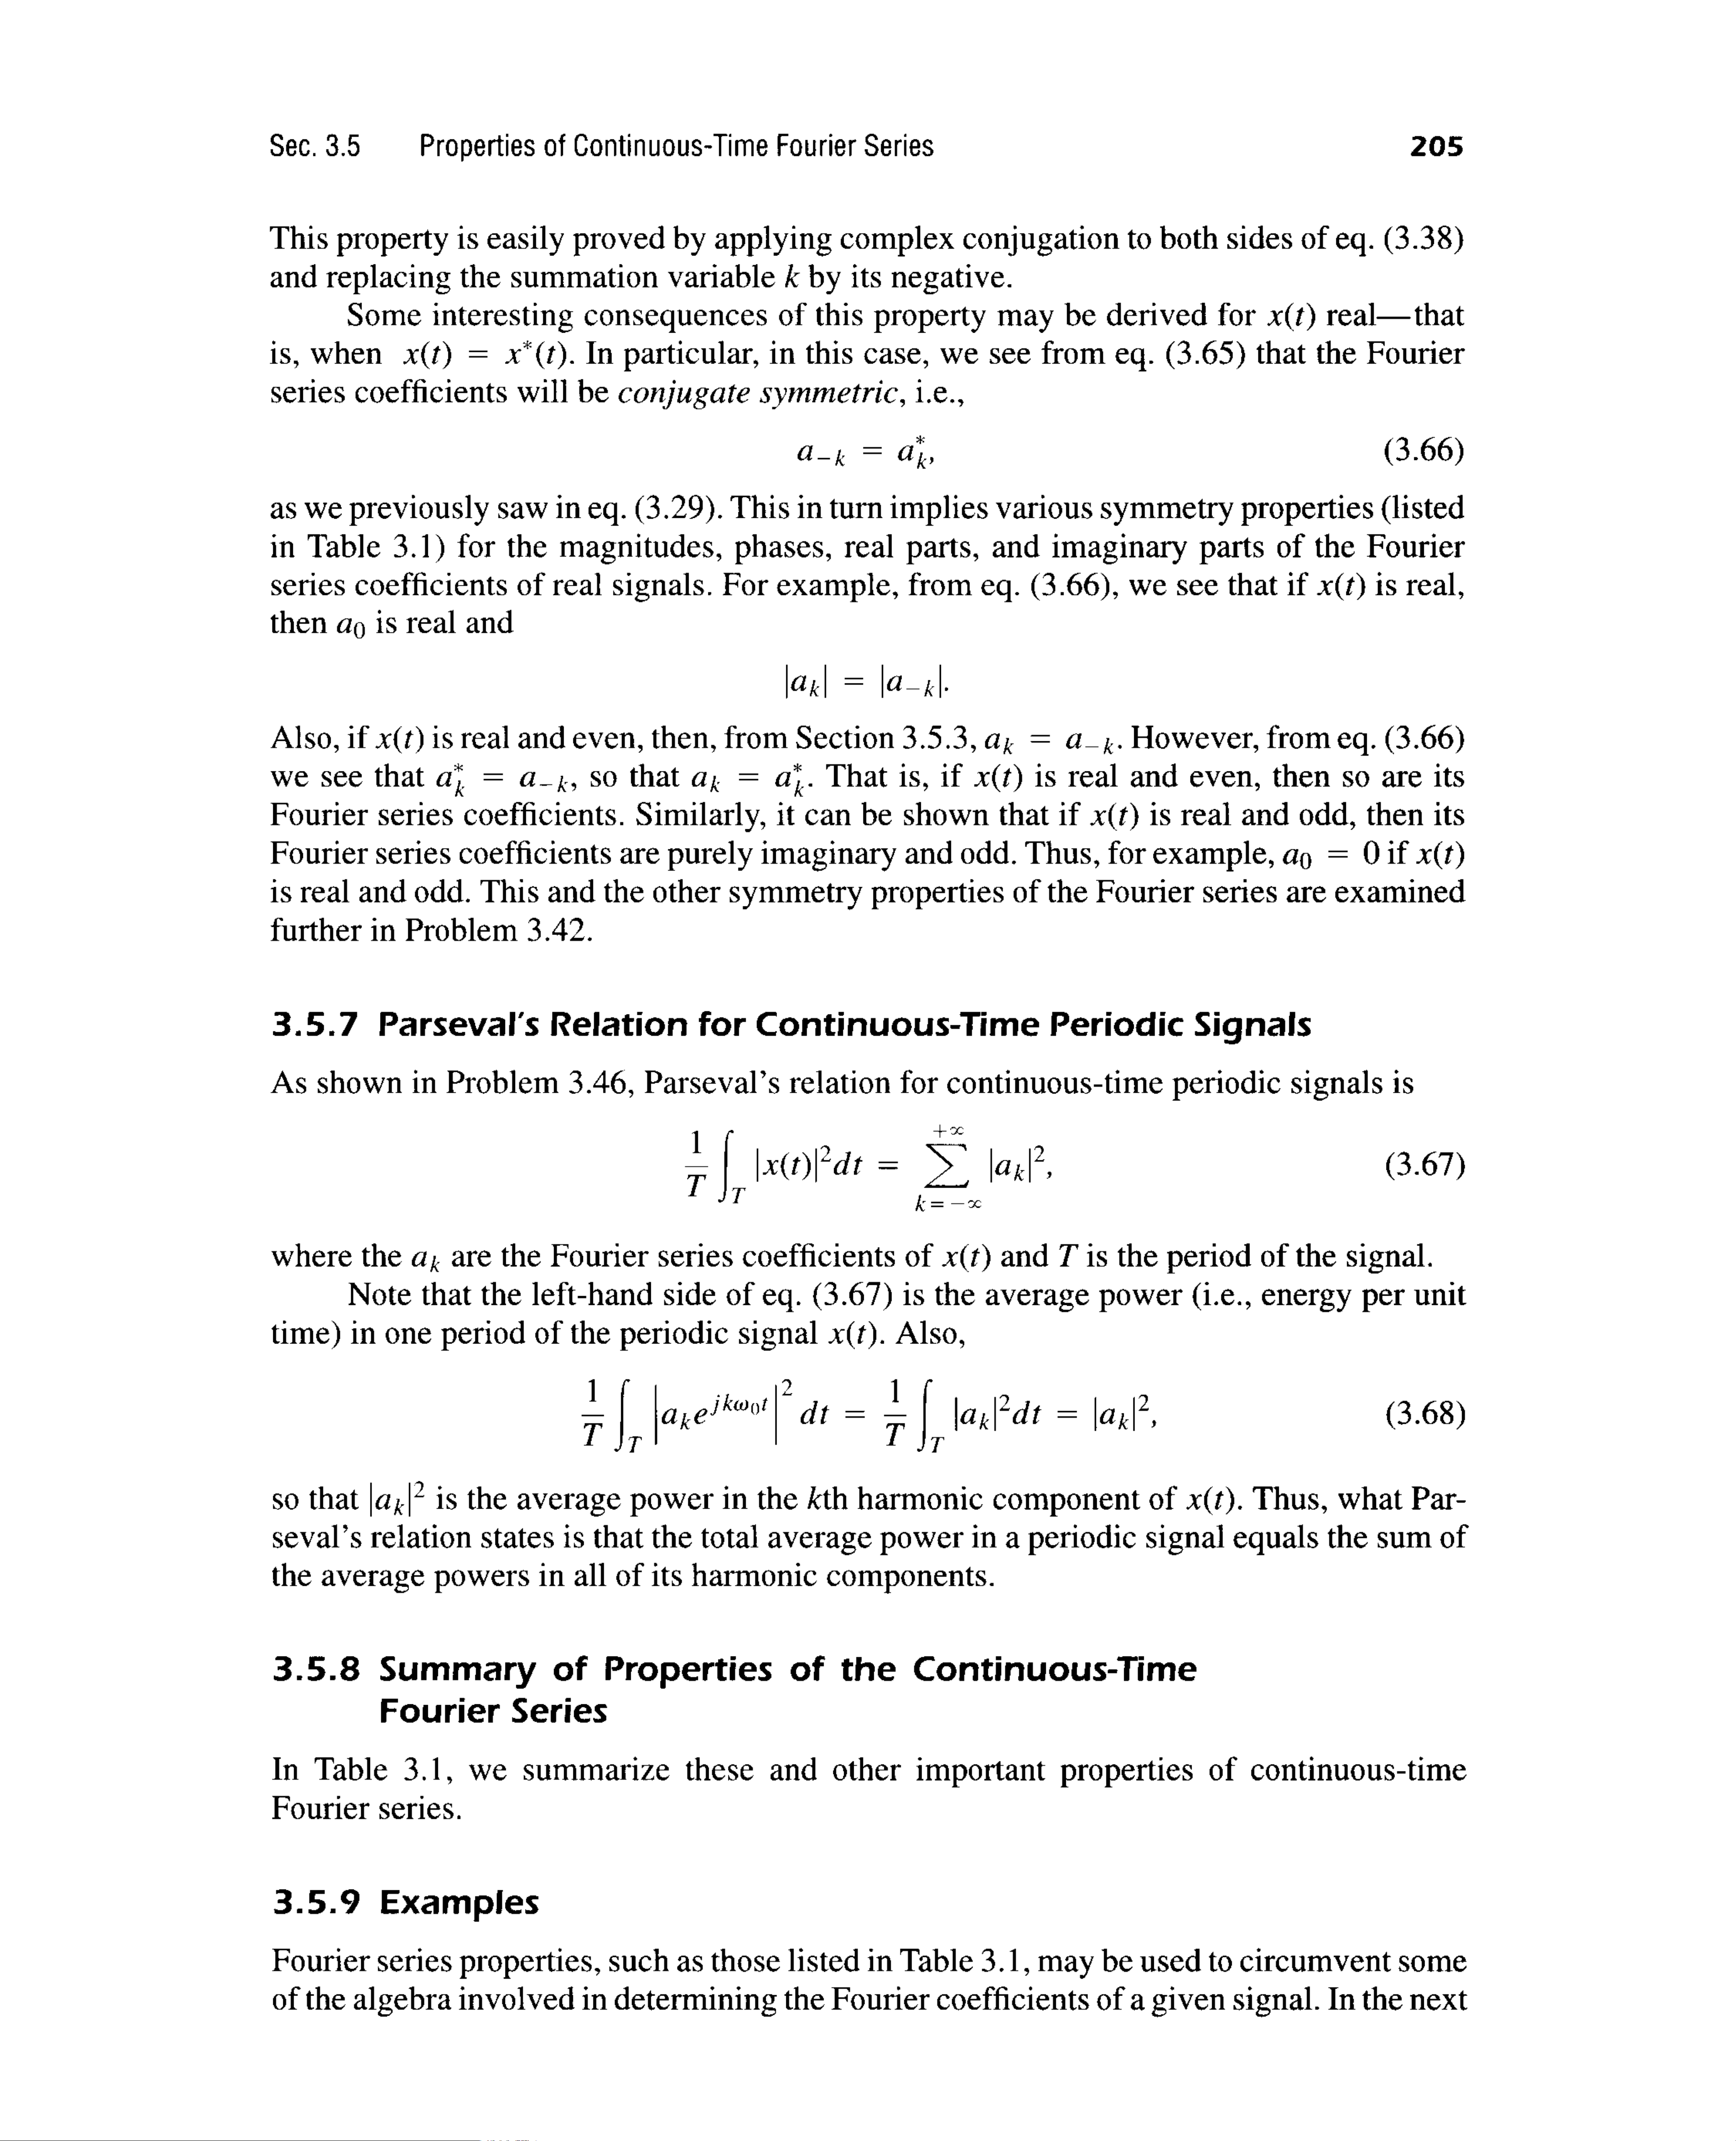 Sec. 3.5 Properties of Continuous-Time Fourier Series 205
This property is easily proved by applying complex conjugation to both sides of eq. (3.38)
and replacing the summation variable k by its negative.
Some interesting consequences of this property may be derived for x(t) real—that
is, when x(t) = x*(t). In particular, in this case, we see from eq. (3.65) that the Fourier
series coefficients will be conjugate symmetric, i.e.,
a_{-k} = a_k^*, (3.66)
as we previously saw in eq. (3.29). This in turn implies various symmetry properties (listed
in Table 3.1) for the magnitudes, phases, real parts, and imaginary parts of the Fourier
series coefficients of real signals. For example, from eq. (3.66), we see that if x(t) is real,
then a_0 is real and
|a_k| = |a_{-k}|.
Also, if x(t) is real and even, then, from Section 3.5.3, a_k = a_{-k}. However, from eq. (3.66)
we see that a_k^* = a_{-k}, so that a_k = a_k^*. That is, if x(t) is real and even, then so are its
Fourier series coefficients. Similarly, it can be shown that if x(t) is real and odd, then its
Fourier series coefficients are purely imaginary and odd. Thus, for example, a_0 = 0 if x(t)
is real and odd. This and the other symmetry properties of the Fourier series are examined
further in Problem 3.42.
3.5.7 Parseval's Relation for Continuous-Time Periodic Signals
As shown in Problem 3.46, Parseval's relation for continuous-time periodic signals is
\frac{1}{T} \int_T |x(t)|^2 dt = \sum_{k=-∞}^{+∞} |a_k|^2, (3.67)
where the a_k are the Fourier series coefficients of x(t) and T is the period of the signal.
Note that the left-hand side of eq. (3.67) is the average power (i.e., energy per unit
time) in one period of the periodic signal x(t). Also,
\frac{1}{T} \int_T |a_k e^{jkω_0 t}|^2 dt = \frac{1}{T} \int_T |a_k|^2 dt = |a_k|^2, (3.68)
so that |a_k|^2 is the average power in the kth harmonic component of x(t). Thus, what Par-
seval's relation states is that the total average power in a periodic signal equals the sum of
the average powers in all of its harmonic components.
3.5.8 Summary of Properties of the Continuous-Time
Fourier Series
In Table 3.1, we summarize these and other important properties of continuous-time
Fourier series.
3.5.9 Examples
Fourier series properties, such as those listed in Table 3.1, may be used to circumvent some
of the algebra involved in determining the Fourier coefficients of a given signal. In the next